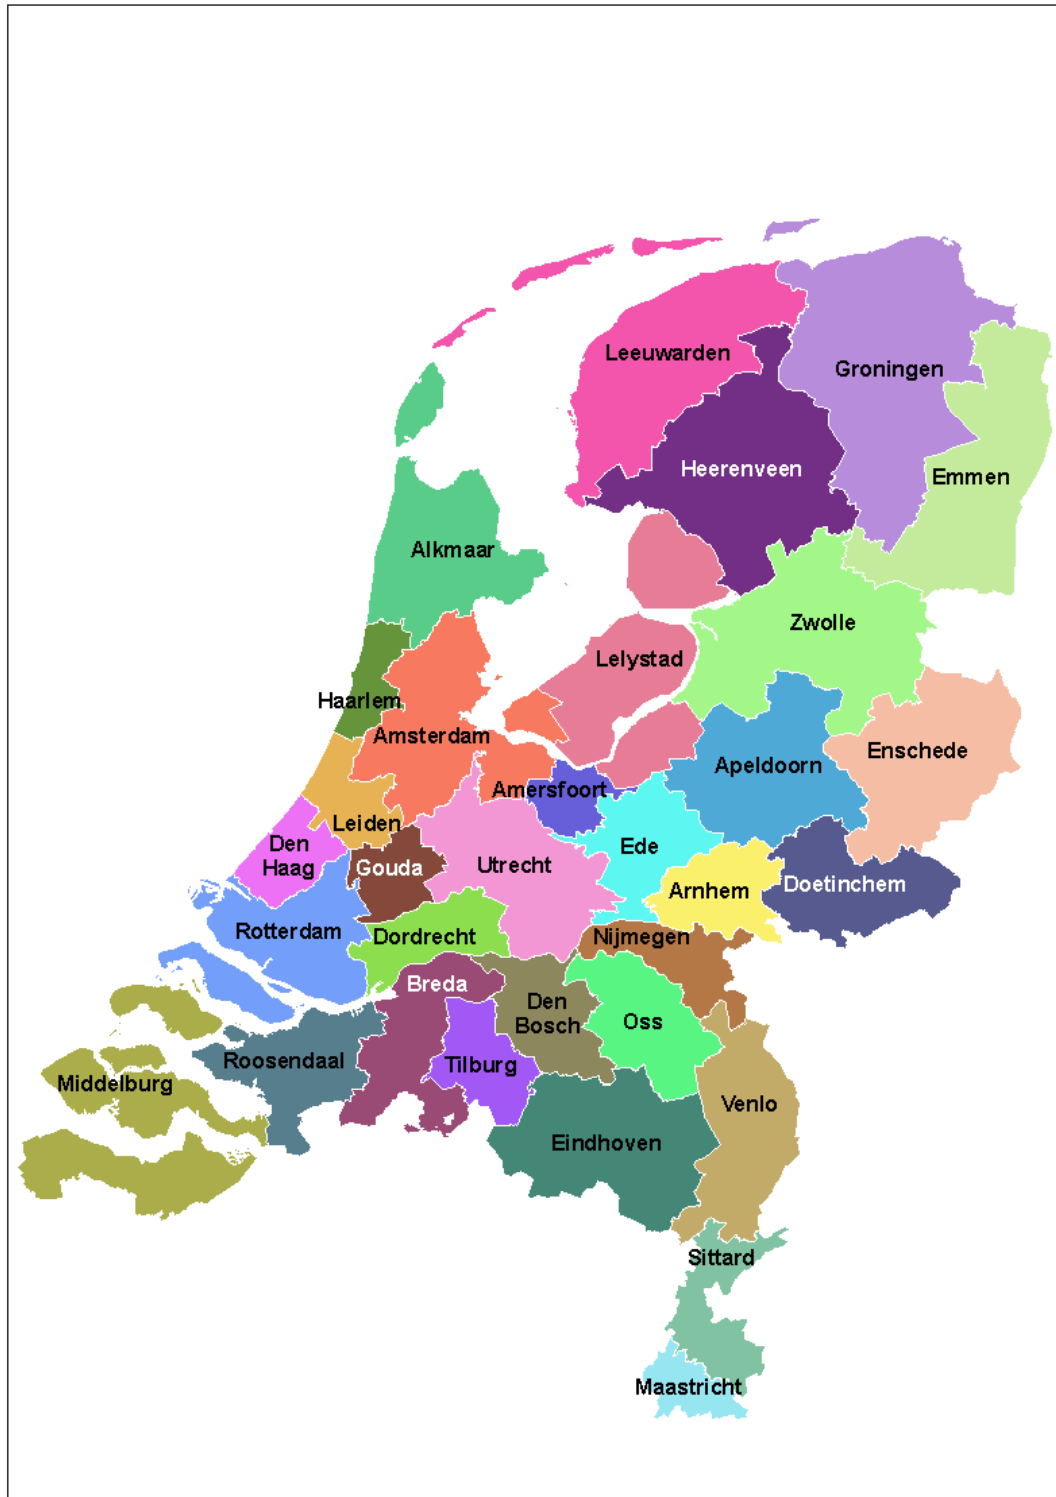 Leeuwarden
Groningen
Heerenveen
Emmen
Alkmaar
Zwolle
Lelystad
Haarlem
Amsterdam
Enschede
Apeldoorn
Amersfoort
Leiden
Den
Haag
Gouda
Utrecht
Ede
Arnhem
Doetinchem
Rotterdam
Dordrecht
Nijmegen
Breda
Den
Bosch
Oss
Roosendaal
Tilburg
Middelburg
Venlo
Eindhoven
Sittard
Maastricht